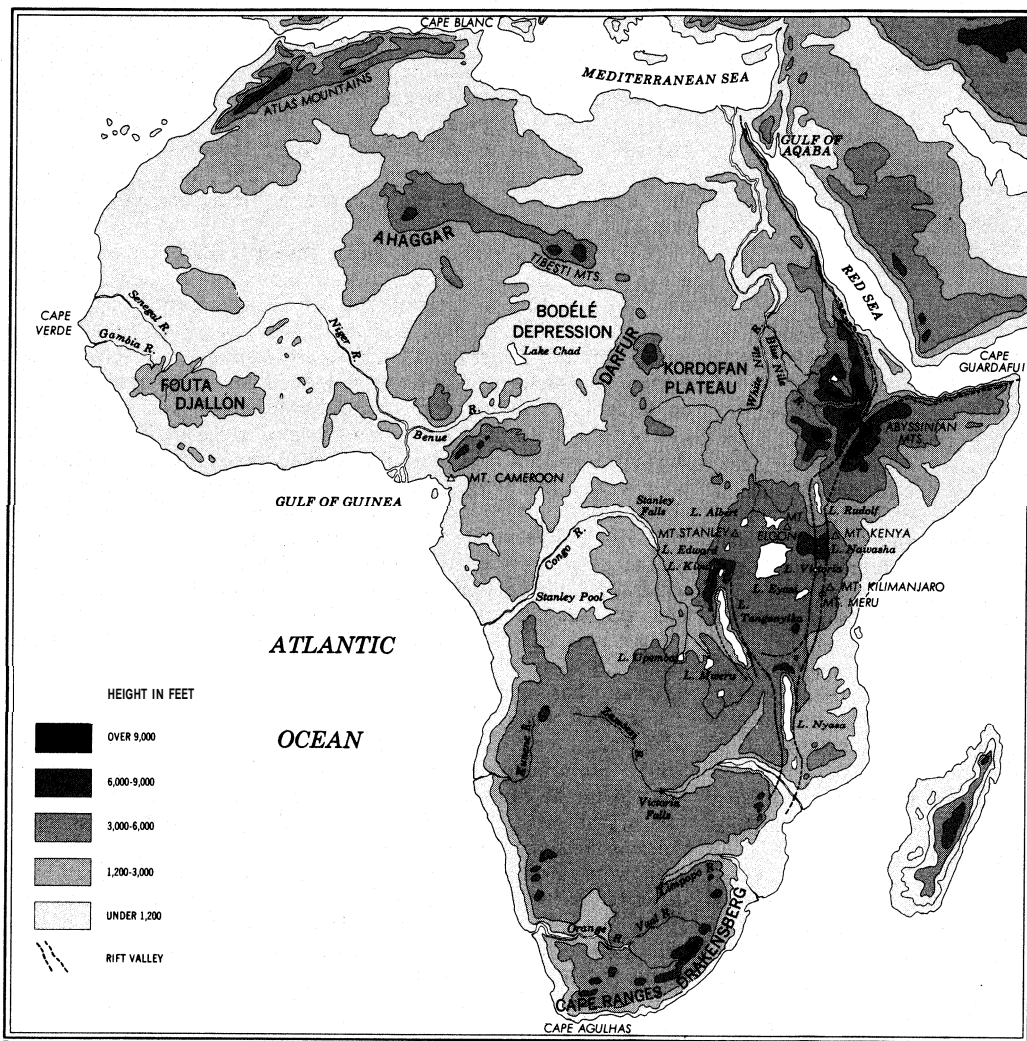 CAPE BLANC
MEDITERRANEAN SEA
ATLAS MOUNTAINS
GULF OF
AQABA
AHAGGAR
TIBESTI MTS.
RED SEA
CAPE
VERDE
Senegal R.
Gambia R.
Niger R.
BODÉLÉ
DEPRESSION
Lake Chad
DARFUR
KORDOFAN
PLATEAU
White Nile R.
Blue Nile
CAPE
GUARDAFUI
FOUTA
DJALLON
Benue R.
ABYSSINIAN
MTS.
MT. CAMEROON
GULF OF GUINEA
Stanley
Falls
L. Albert
MT.
ELGON
L. Rudolf
MT. STANLEY
MT. KENYA
L. Edward
L. Naivasha
Congo R.
L. Kivu
L. Victoria
L. Eyasi
MT. KILIMANJARO
MT. MERU
Stanley Pool
L.
Tanganyika
ATLANTIC
OCEAN
L. Upemba
L. Mweru
L. Nyasa
Zambezi R.
Kunene R.
Victoria
Falls
Limpopo R.
Vaal R.
Orange R.
DRAKENSBERG
CAPE RANGES
CAPE AGULHAS
HEIGHT IN FEET
OVER 9,000
6,000-9,000
3,000-6,000
1,200-3,000
UNDER 1,200
RIFT VALLEY